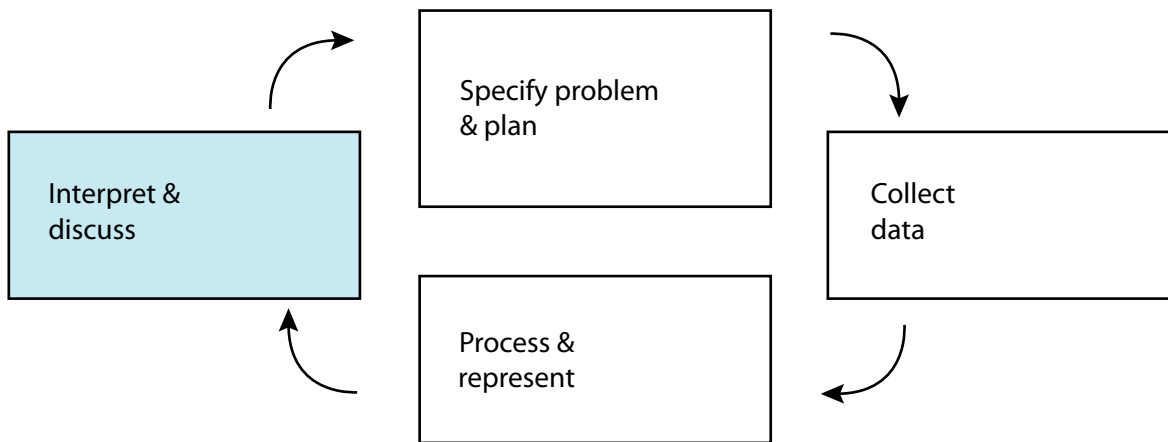 Specify problem
& plan
Interpret &
discuss
Collect
data
Process &
represent